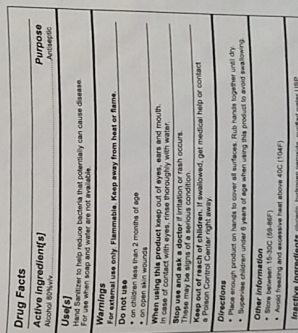 Drug Facts
Active Ingredient[s] Purpose
Alcohol 80%v/v. Antiseptic
Use[s]
Hand Sanitizer to help reduce bacteria that potentially can cause disease.
For use when soap and water are not available.
Warnings
For external use only. Flammable. Keep away from heat or flame.
Do not use
• on children less than 2 months of age
• on open skin wounds
When using this product keep out of eyes, ears and mouth.
In case of contact with eyes, rinse thoroughly with water.
Stop use and ask a doctor if irritation or rash occurs.
These may be signs of a serious condition.
Keep out of reach of children. If swallowed, get medical help or contact
a Poison Control Center right away.
Directions
• Place enough product on hands to cover all surfaces. Rub hands together until dry.
• Supervise children under 6 years of age when using this product to avoid swallowing.
Other information
• Store between 15-30C (59-86F)
• Avoid freezing and excessive heat above 40C (104F)
Inactive ingredients hydrogen peroxide, purified water USP